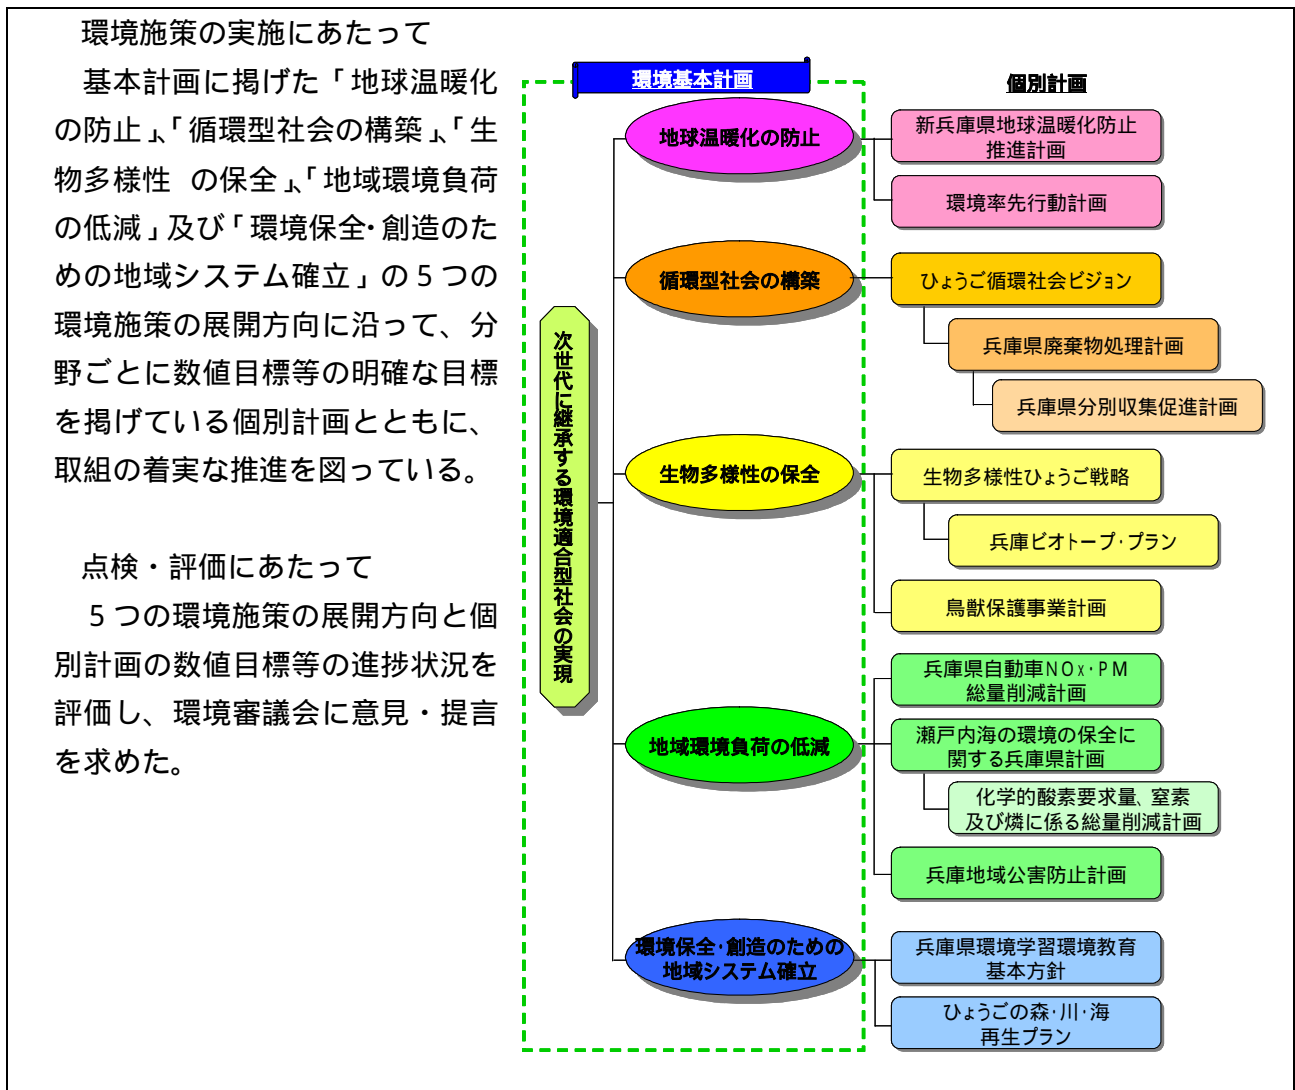 環境施策の実施にあたって
基本計画に掲げた「地球温暖化
の防止」、「循環型社会の構築」、「生
物多様性 の保全」、「地域環境負荷
の低減」及び「環境保全・創造のた
めの地域システム確立」の５つの
環境施策の展開方向に沿って、分
野ごとに数値目標等の明確な目標
を掲げている個別計画とともに、
取組の着実な推進を図っている。
点検・評価にあたって
５つの環境施策の展開方向と個
別計画の数値目標等の進捗状況を
評価し、環境審議会に意見・提言
を求めた。
環境基本計画
個別計画
次世代に継承する環境適合型社会の実現
地球温暖化の防止
新兵庫県地球温暖化防止
推進計画
環境率先行動計画
循環型社会の構築
ひょうご循環社会ビジョン
兵庫県廃棄物処理計画
兵庫県分別収集促進計画
生物多様性の保全
生物多様性ひょうご戦略
兵庫ビオトープ・プラン
鳥獣保護事業計画
地域環境負荷の低減
兵庫県自動車ＮＯx・ＰＭ
総量削減計画
瀬戸内海の環境の保全に
関する兵庫県計画
化学的酸素要求量、窒素
及び燐に係る総量削減計画
兵庫地域公害防止計画
環境保全・創造のための
地域システム確立
兵庫県環境学習環境教育
基本方針
ひょうごの森・川・海
再生プラン